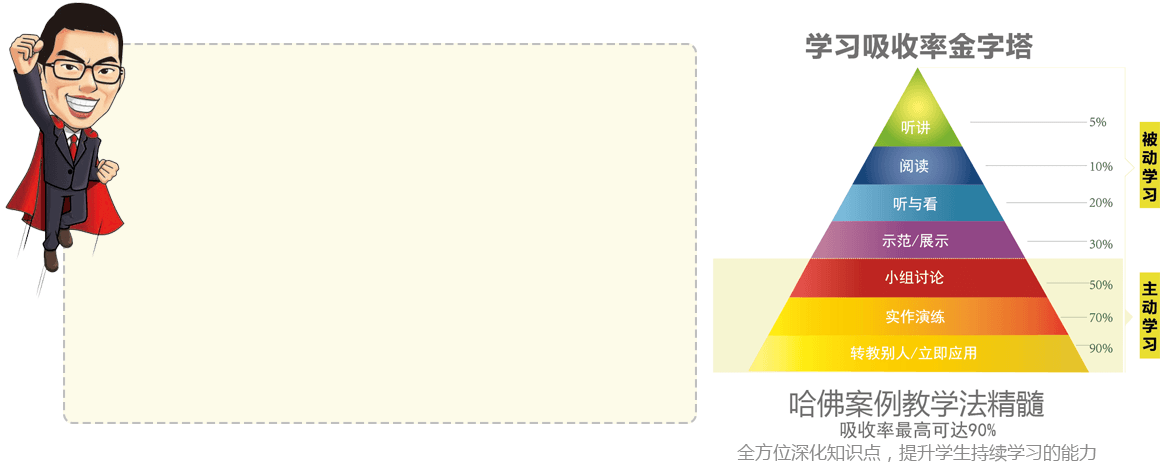 学习吸收率金字塔
听讲
5%
阅读
10%
听与看
20%
示范/展示
30%
被动学习
小组讨论
50%
实作演练
70%
转教别人/立即应用
90%
主动学习
哈佛案例教学法精髓
吸收率最高可达90%
全方位深化知识点，提升学生持续学习的能力